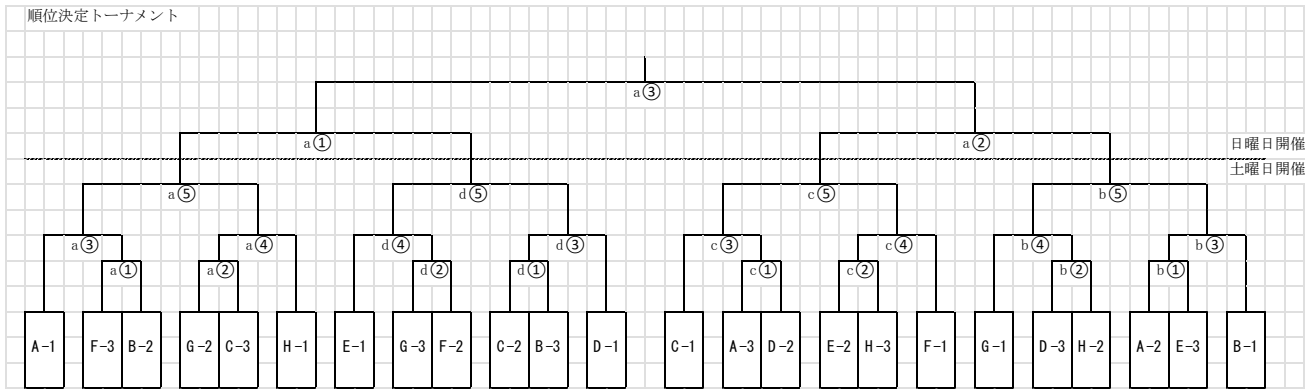 順位決定トーナメント
a③
a① a② 日曜日開催
土曜日開催
a⑤ d⑤ c⑤ b⑤
a③ a④ d④ d③ c③ c④ b④ b③
a① a② d② d① c① c② b② b①
A-1 F-3 B-2 G-2 C-3 H-1 E-1 G-3 F-2 C-2 B-3 D-1 C-1 A-3 D-2 E-2 H-3 F-1 G-1 D-3 H-2 A-2 E-3 B-1